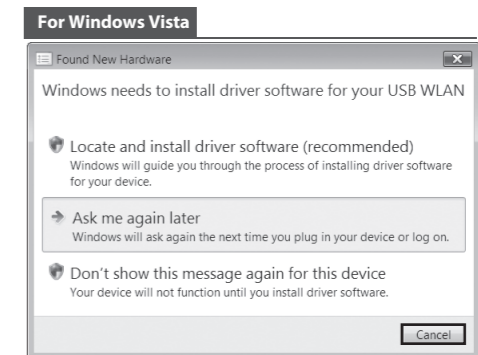 For Windows Vista
Found New Hardware
Windows needs to install driver software for your USB WLAN
Locate and install driver software (recommended)
Windows will guide you through the process of installing driver software
for your device.
Ask me again later
Windows will ask again the next time you plug in your device or log on.
Don't show this message again for this device
Your device will not function until you install driver software.
Cancel